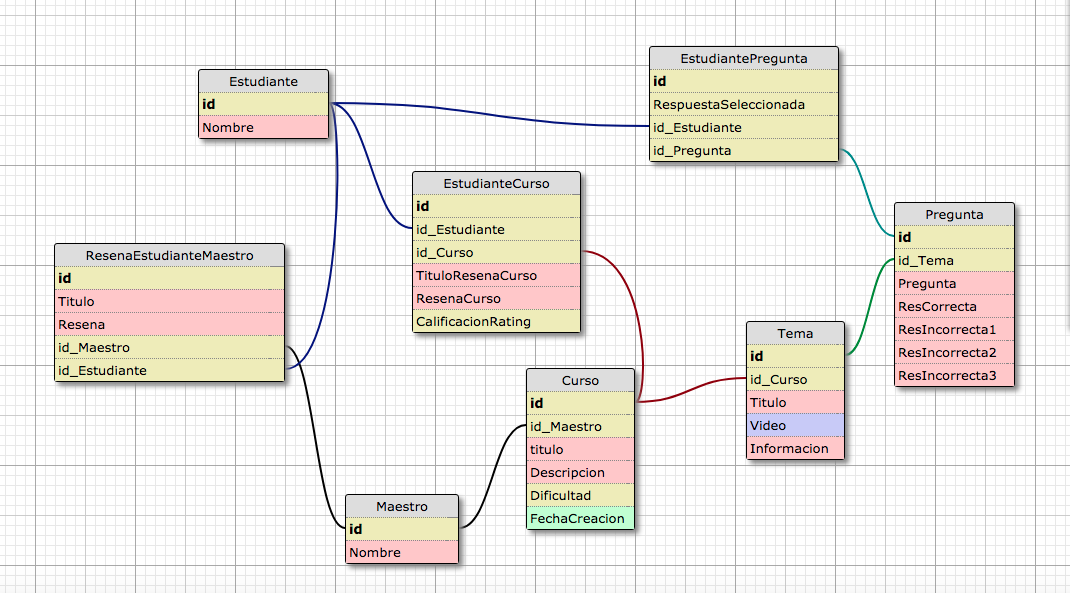 Estudiante
id
Nombre
EstudiantePregunta
id
RespuestaSeleccionada
id_Estudiante
id_Pregunta
EstudianteCurso
id
id_Estudiante
id_Curso
TituloResenaCurso
ResenaCurso
CalificacionRating
Pregunta
id
id_Tema
Pregunta
ResCorrecta
ResIncorrecta1
ResIncorrecta2
ResIncorrecta3
ResenaEstudianteMaestro
id
Titulo
Resena
id_Maestro
id_Estudiante
Tema
id
id_Curso
Titulo
Video
Informacion
Curso
id
id_Maestro
titulo
Descripcion
Dificultad
FechaCreacion
Maestro
id
Nombre